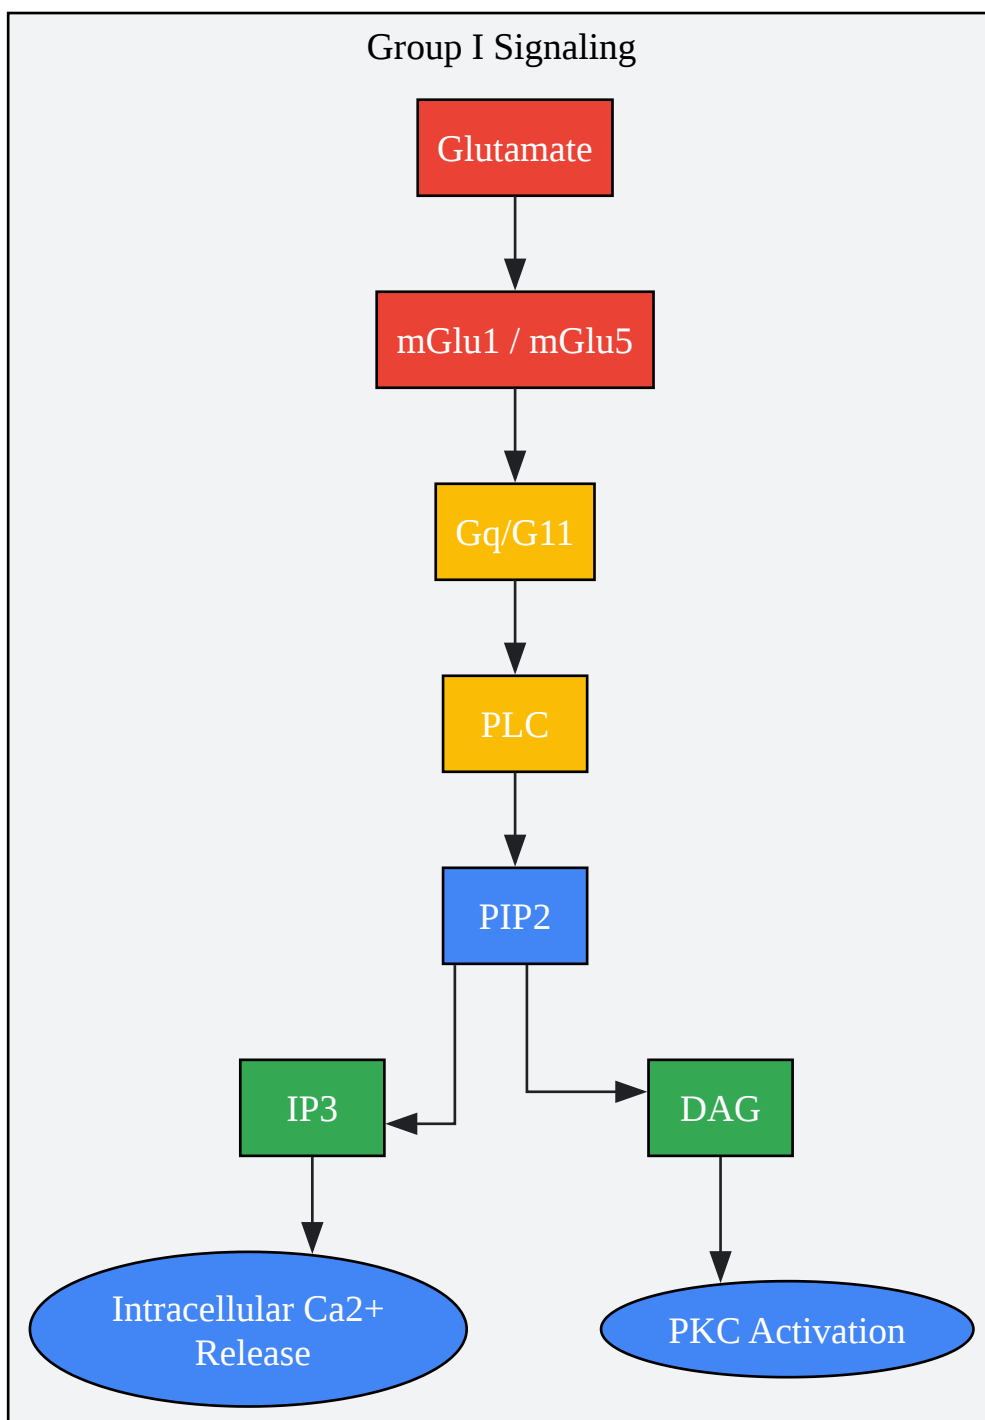 Group I Signaling
Glutamate
mGlu1 / mGlu5
Gq/G11
PLC
PIP2
IP3
DAG
Intracellular Ca2+
Release
PKC Activation